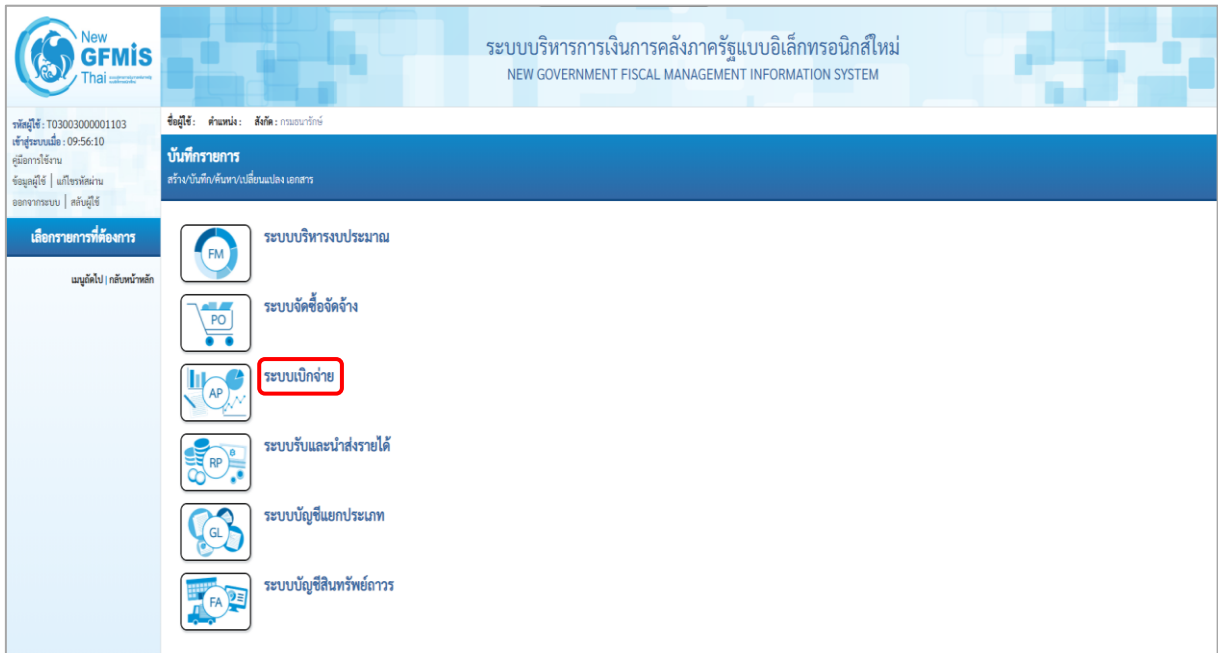 New
GFMiS
Thai
ระบบบริหารการเงินการคลังภาครัฐแบบอิเล็กทรอนิกส์ใหม่
NEW GOVERNMENT FISCAL MANAGEMENT INFORMATION SYSTEM
รหัสผู้ใช้ : T03003000001103
เข้าสู่ระบบเมื่อ : 09:56:10
คู่มือการใช้งาน
ข้อมูลผู้ใช้ | แก้ไขรหัสผ่าน
ออกจากระบบ | สลับผู้ใช้
เลือกรายการที่ต้องการ
เมนูถัดไป | กลับหน้าหลัก
ชื่อผู้ใช้ : ตำแหน่ง : สังกัด : กรมธนารักษ์
บันทึกรายการ
สร้าง/บันทึก/ค้นหา/เปลี่ยนแปลง เอกสาร
FM ระบบบริหารงบประมาณ
PO ระบบจัดซื้อจัดจ้าง
AP ระบบเบิกจ่าย
RP ระบบรับและนำส่งรายได้
GL ระบบบัญชีแยกประเภท
FA ระบบบัญชีสินทรัพย์ถาวร